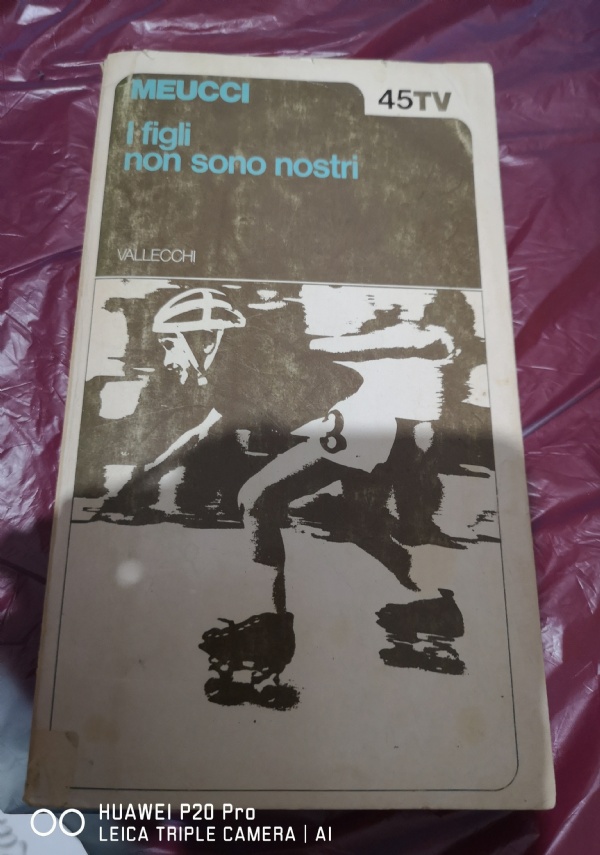 MEUCCI
45TV
I figli
non sono nostri
VALLECCHI
3
HUAWEI P20 Pro
LEICA TRIPLE CAMERA | AI